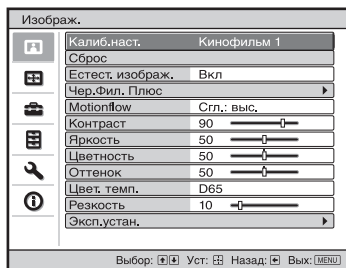 Изображ.
Калиб.наст. Кинофильм 1
Сброс
Естест. изображ. Вкл
Чер.Фил. Плюс
Motionflow Сгл.: выс.
Контраст 90
Яркость 50
Цветность 50
Оттенок 50
Цвет. темп. D65
Резкость 10
Эксп.устан.
Выбор: Уст: Назад: Вых: MENU